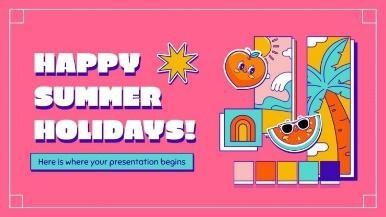 HAPPY
SUMMER
HOLIDAYS!
Here is where your presentation begins